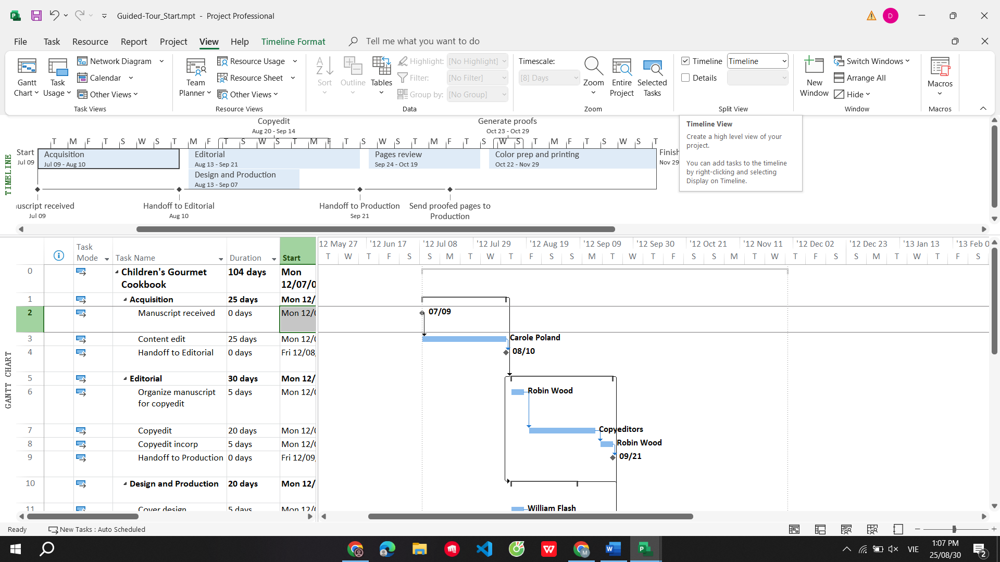 Guided-Tour_Start.mpt - Project Professional
D
File Task Resource Report Project View Help Timeline Format Tell me what you want to do
Gantt Chart
Task Usage
Network Diagram
Calendar
Other Views
Task Views
Team Planner
Resource Usage
Resource Sheet
Other Views
Resource Views
Sort
Outline
Tables
Highlight: [No Highlight]
Filter: [No Filter]
Group by: [No Group]
Data
Timescale:
[8] Days
Zoom
Entire Project
Selected Tasks
Zoom
Timeline Timeline
Details
Split View
New Window
Switch Windows
Arrange All
Hide
Window
Macros
Macros
Timeline View
Create a high level view of your
project.
You can add tasks to the timeline
by right-clicking and selecting
Display on Timeline.
TIMELINE
Copyedit
Aug 20 - Sep 14
Generate proofs
Oct 23 - Oct 29
T M F T S W S T M F T S W S T M F T S W S T M F T S W S T M F T S W S T
Start
Jul 09
Acquisition
Jul 09 - Aug 10
Editorial
Aug 13 - Sep 21
Pages review
Sep 24 - Oct 19
Color prep and printing
Oct 22 - Nov 29
Finish
Nov 29
Design and Production
Aug 13 - Sep 07
uscript received
Jul 09
Handoff to Editorial
Aug 10
Handoff to Production
Sep 21
Send proofed pages to
Production
GANTT CHART
Task
Mode Task Name Duration Start
12 May 27 '12 Jun 17 '12 Jul 08 '12 Jul 29 '12 Aug 19 '12 Sep 09 '12 Sep 30 '12 Oct 21 '12 Nov 11 '12 Dec 02 '12 Dec 23 '13 Jan 13 '13 Feb 0
T W T F S S M T W T F S S M T W T F S S M T W T F S S M T W T F S
0 Children's Gourmet 104 days Mon
Cookbook 12/07/0
1 Acquisition 25 days Mon 12/
2 Manuscript received 0 days Mon 12/0
07/09
3 Content edit 25 days Mon 12/0
Carole Poland
4 Handoff to Editorial 0 days Fri 12/08/
08/10
5 Editorial 30 days Mon 12/
6 Organize manuscript 5 days Mon 12/0
for copyedit
Robin Wood
7 Copyedit 20 days Mon 12/0
Copyeditors
8 Copyedit incorp 5 days Mon 12/0
Robin Wood
9 Handoff to Production 0 days Fri 12/09/
09/21
10 Design and Production 20 days Mon 12/
11 Cover design 5 days Mon 12/0
William Flash
Ready New Tasks : Auto Scheduled
VIE
1:07 PM
25/08/30
2